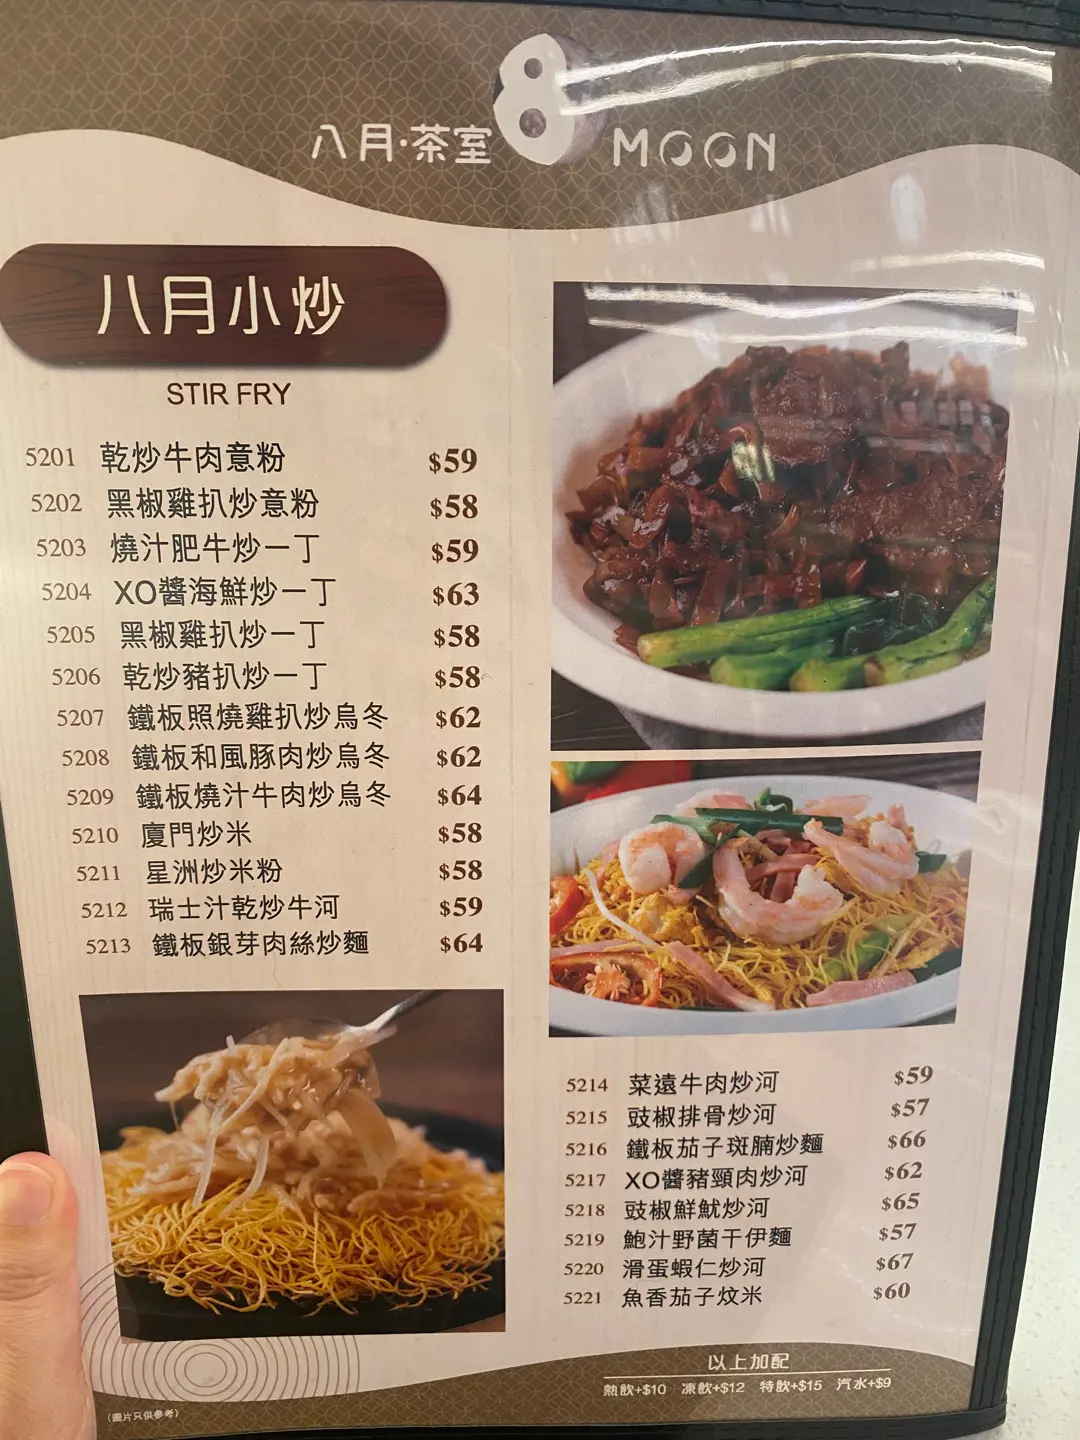 八月·茶室 8 MOON
八月小炒
STIR FRY
5201 乾炒牛肉意粉 $59
5202 黑椒雞扒炒意粉 $58
5203 燒汁肥牛炒一丁 $59
5204 XO醬海鮮炒一丁 $63
5205 黑椒雞扒炒一丁 $58
5206 乾炒豬扒炒一丁 $58
5207 鐵板照燒雞扒炒烏冬 $62
5208 鐵板和風豚肉炒烏冬 $62
5209 鐵板燒汁牛肉炒烏冬 $64
5210 廈門炒米 $58
5211 星洲炒米粉 $58
5212 瑞士汁乾炒牛河 $59
5213 鐵板銀芽肉絲炒麵 $64
5214 菜遠牛肉炒河 $59
5215 豉椒排骨炒河 $57
5216 鐵板茄子斑腩炒麵 $66
5217 XO醬豬頸肉炒河 $62
5218 豉椒鮮魷炒河 $65
5219 鮑汁野菌干伊麵 $57
5220 滑蛋蝦仁炒河 $67
5221 魚香茄子炆米 $60
以上加配
熱飲+$10 凍飲+$12 特飲+$15 汽水+$9
(圖片只供參考)